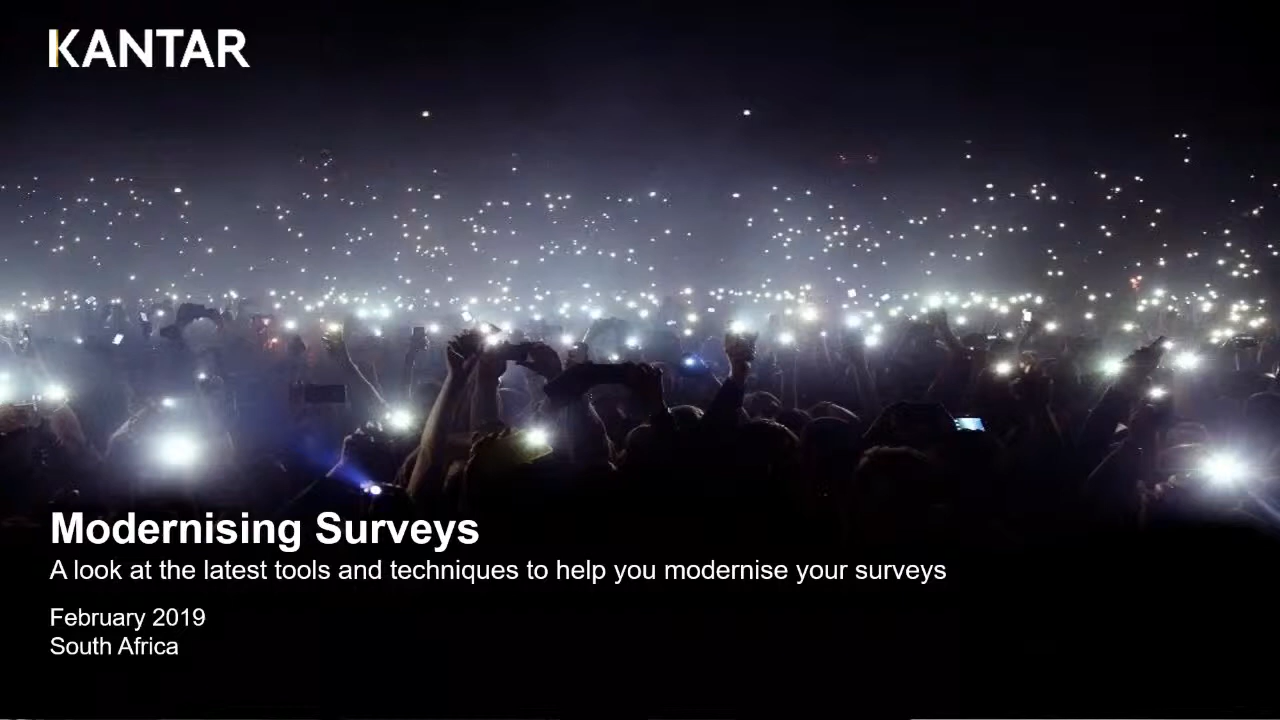 KANTAR
Modernising Surveys
A look at the latest tools and techniques to help you modernise your surveys
February 2019
South Africa